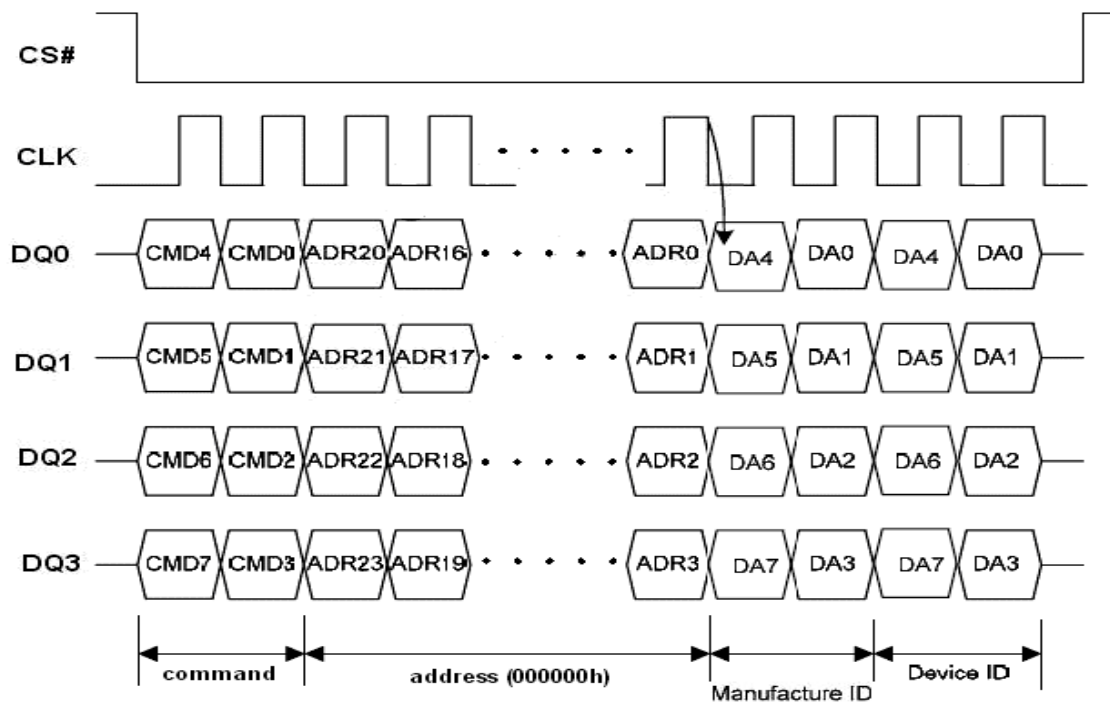 CS#
CLK
DQ0 CMD4 CMD0 ADR20 ADR16 ADR0 DA4 DA0 DA4 DA0
DQ1 CMD5 CMD1 ADR21 ADR17 ADR1 DA5 DA1 DA5 DA1
DQ2 CMD6 CMD2 ADR22 ADR18 ADR2 DA6 DA2 DA6 DA2
DQ3 CMD7 CMD3 ADR23 ADR19 ADR3 DA7 DA3 DA7 DA3
command address (000000h) Manufacture ID Device ID